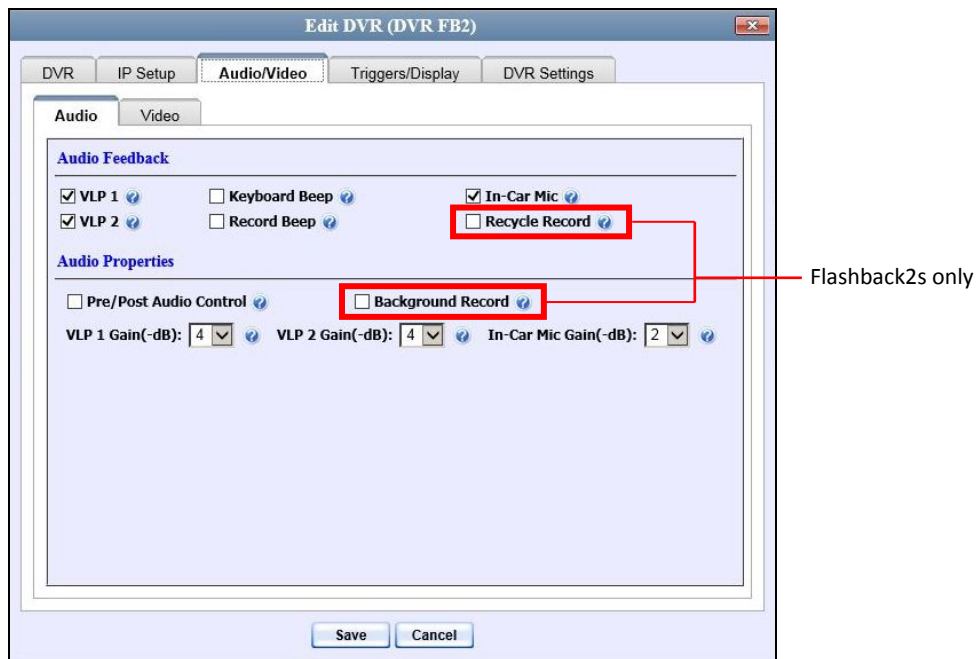 Edit DVR (DVR FB2)
DVR IP Setup Audio/Video Triggers/Display DVR Settings
Audio Video
Audio Feedback
VLP 1 Keyboard Beep In-Car Mic
VLP 2 Record Beep Recycle Record
Flashback2s only
Audio Properties
Pre/Post Audio Control Background Record
VLP 1 Gain(-dB): 4 VLP 2 Gain(-dB): 4 In-Car Mic Gain(-dB): 2
Save Cancel